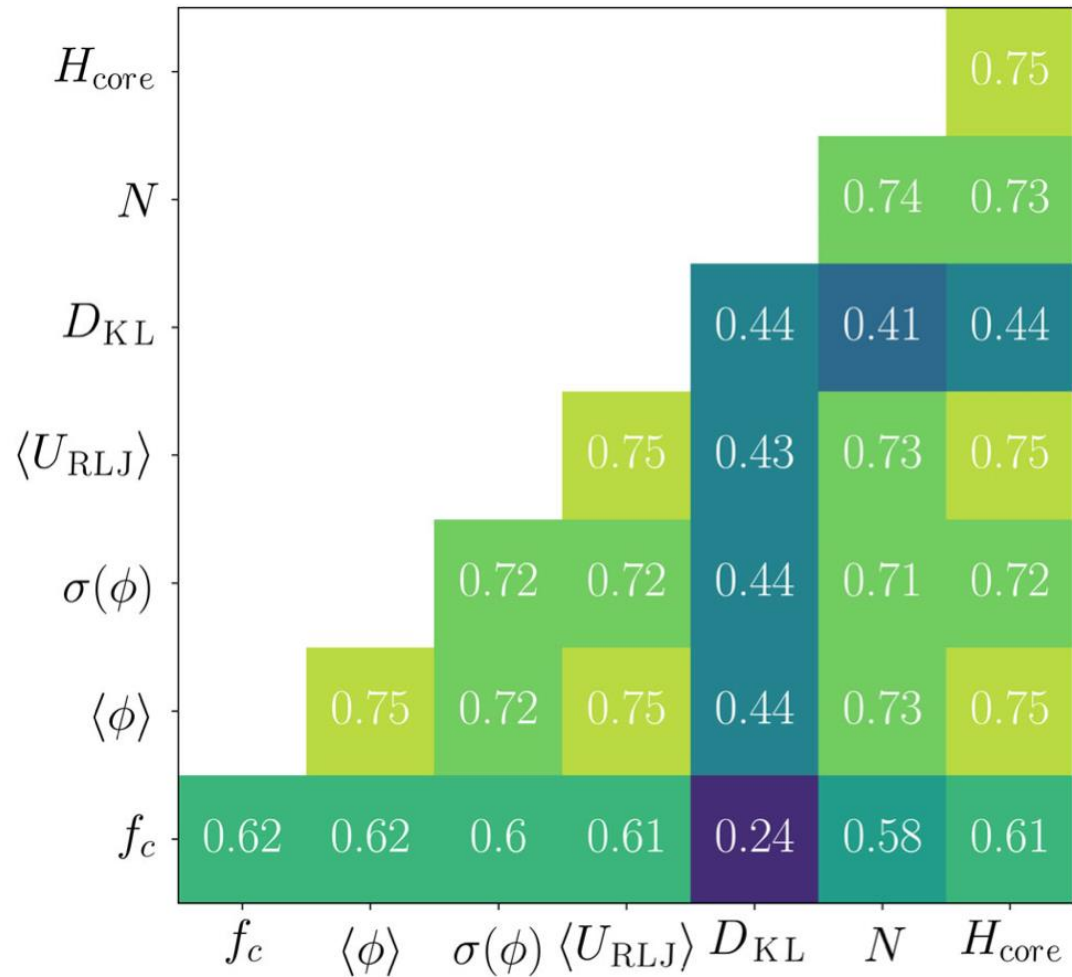 H_core 0.75
N 0.74 0.73
D_KL 0.44 0.41 0.44
⟨U_RLJ⟩ 0.75 0.43 0.73 0.75
σ(ϕ) 0.72 0.72 0.44 0.71 0.72
⟨ϕ⟩ 0.75 0.72 0.75 0.44 0.73 0.75
f_c 0.62 0.62 0.6 0.61 0.24 0.58 0.61
f_c ⟨ϕ⟩ σ(ϕ) ⟨U_RLJ⟩ D_KL N H_core